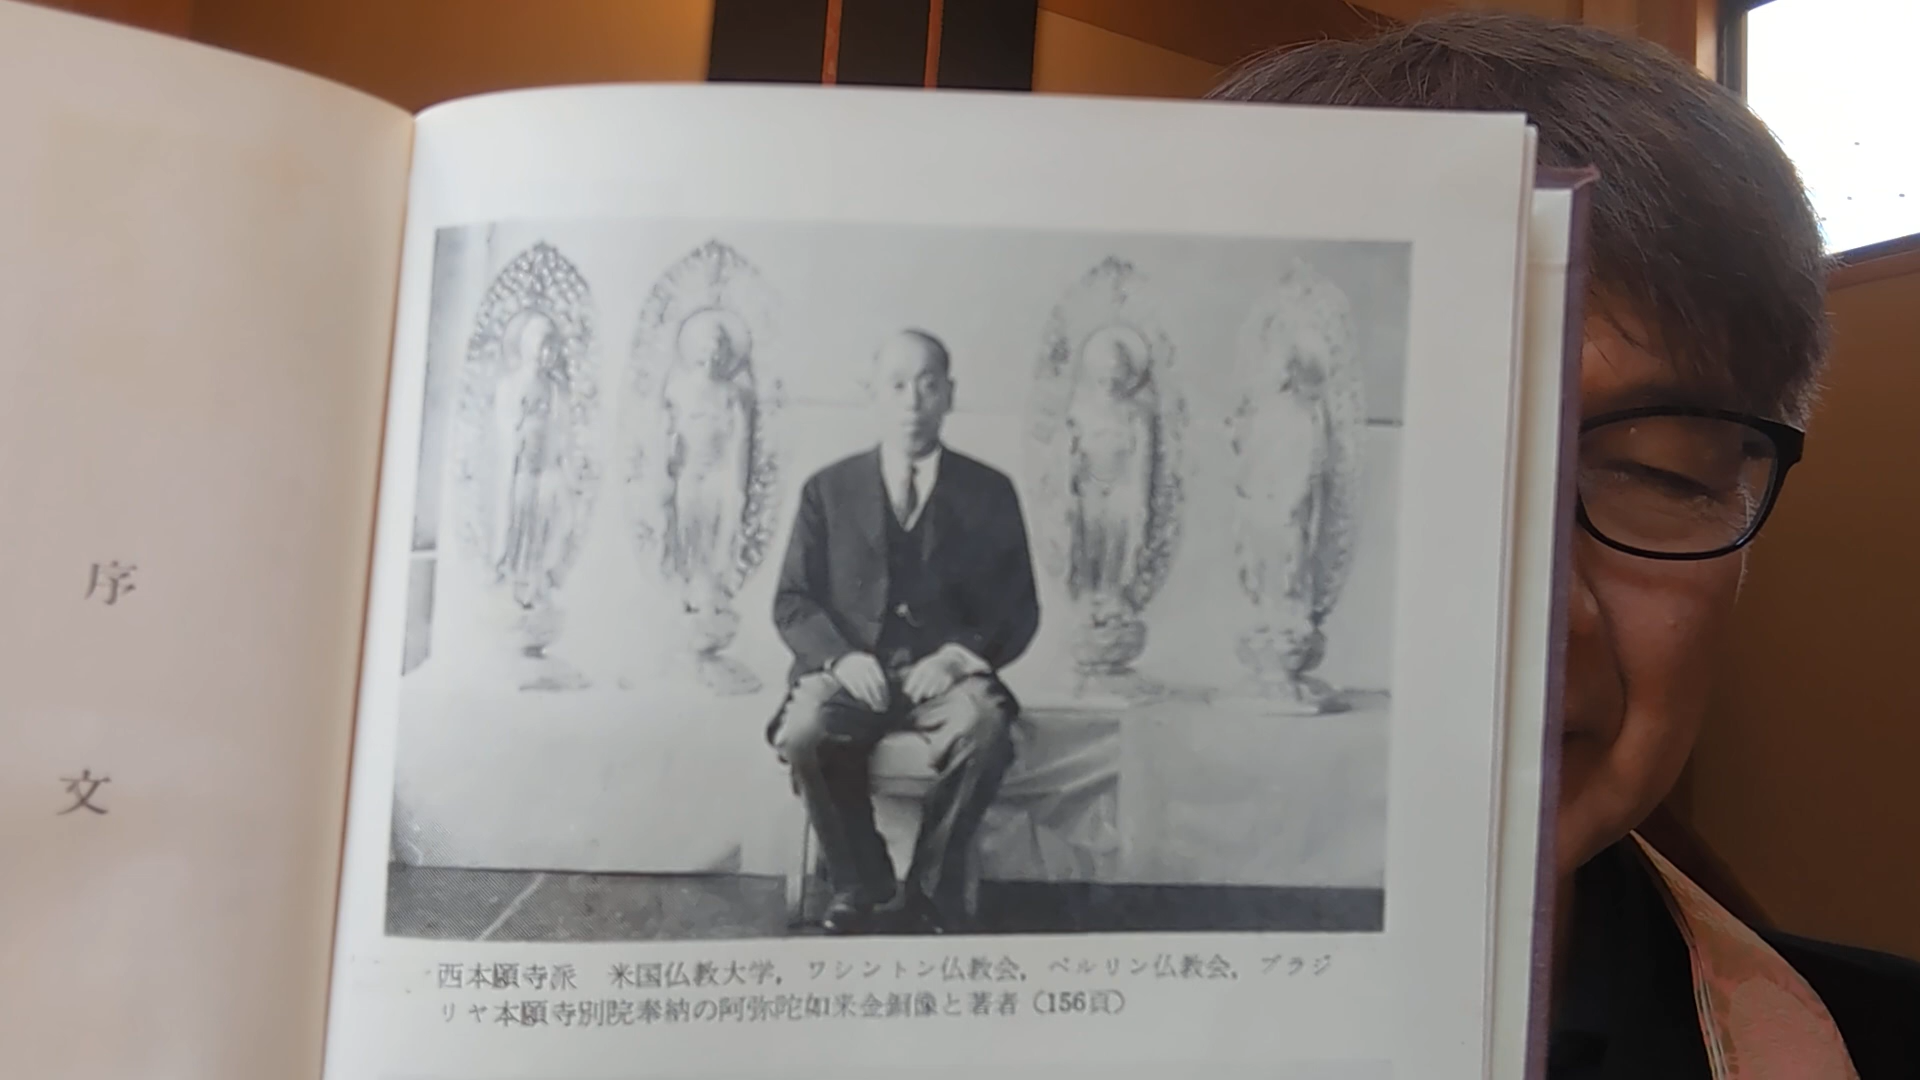 序文
西本願寺派　米国仏教大学，ワシントン仏教会，ベルリン仏教会，ブラジ
リヤ本願寺別院奉納の阿弥陀如来金銅像と著者（156頁）